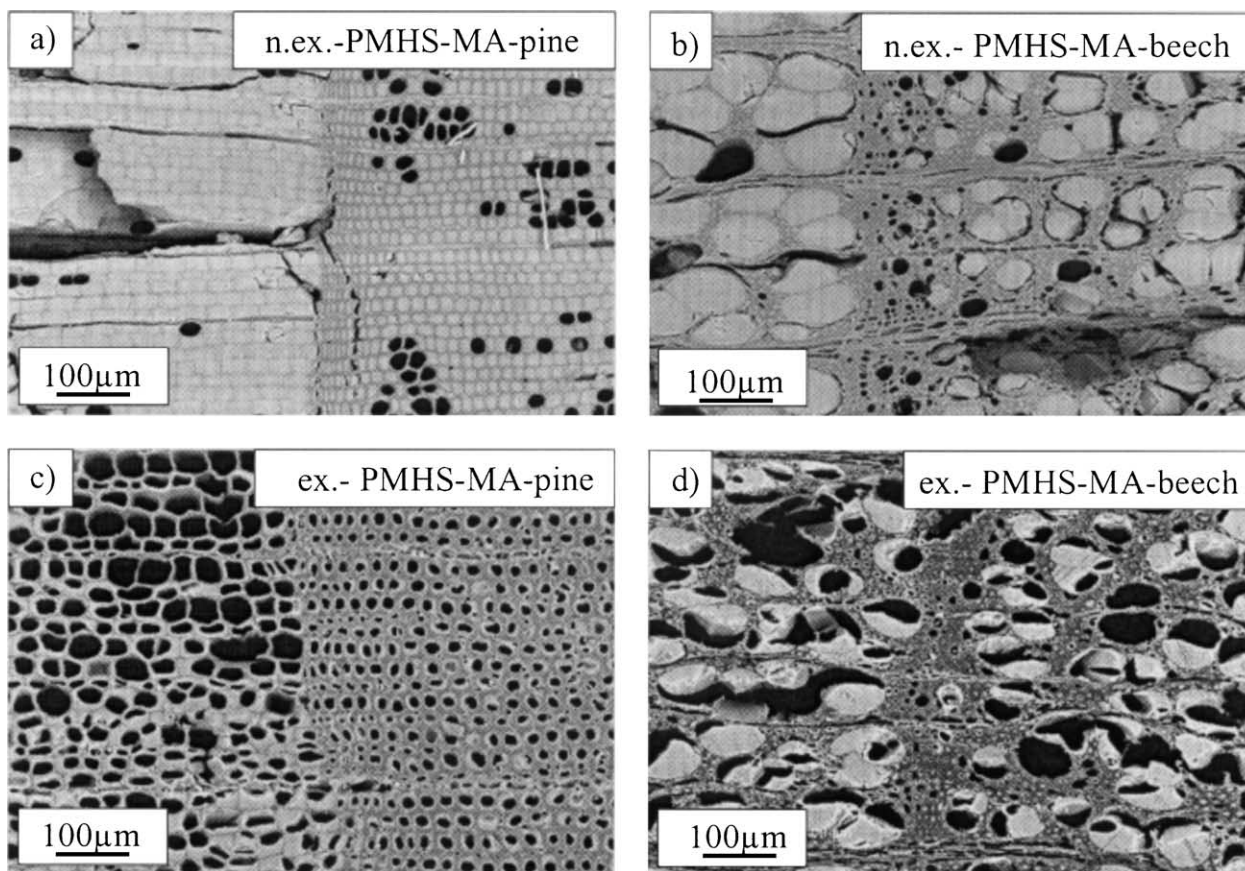 a)
n.ex.-PMHS-MA-pine
100µm
b)
n.ex.- PMHS-MA-beech
100µm
c)
ex.- PMHS-MA-pine
100µm
d)
ex.- PMHS-MA-beech
100µm